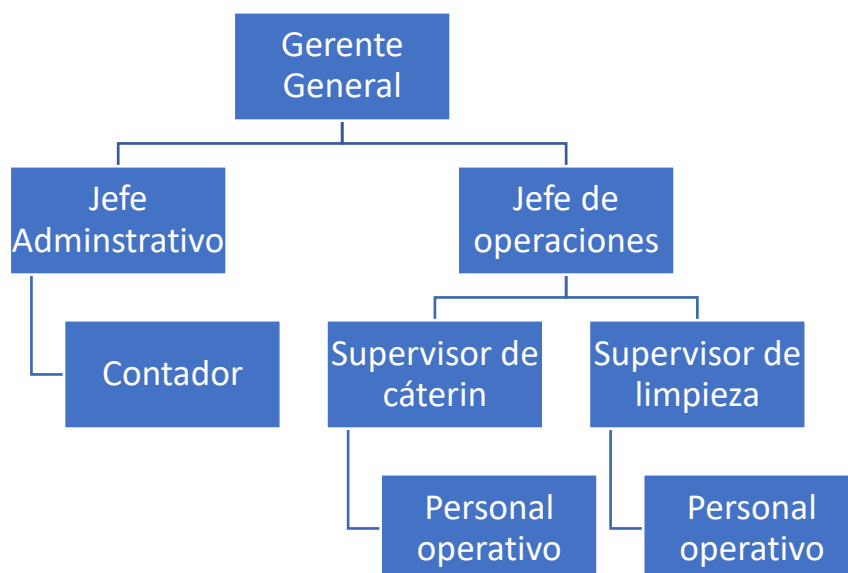 Gerente
General
Jefe
Adminstrativo
Jefe de
operaciones
Contador
Supervisor de
cáterin
Supervisor de
limpieza
Personal
operativo
Personal
operativo